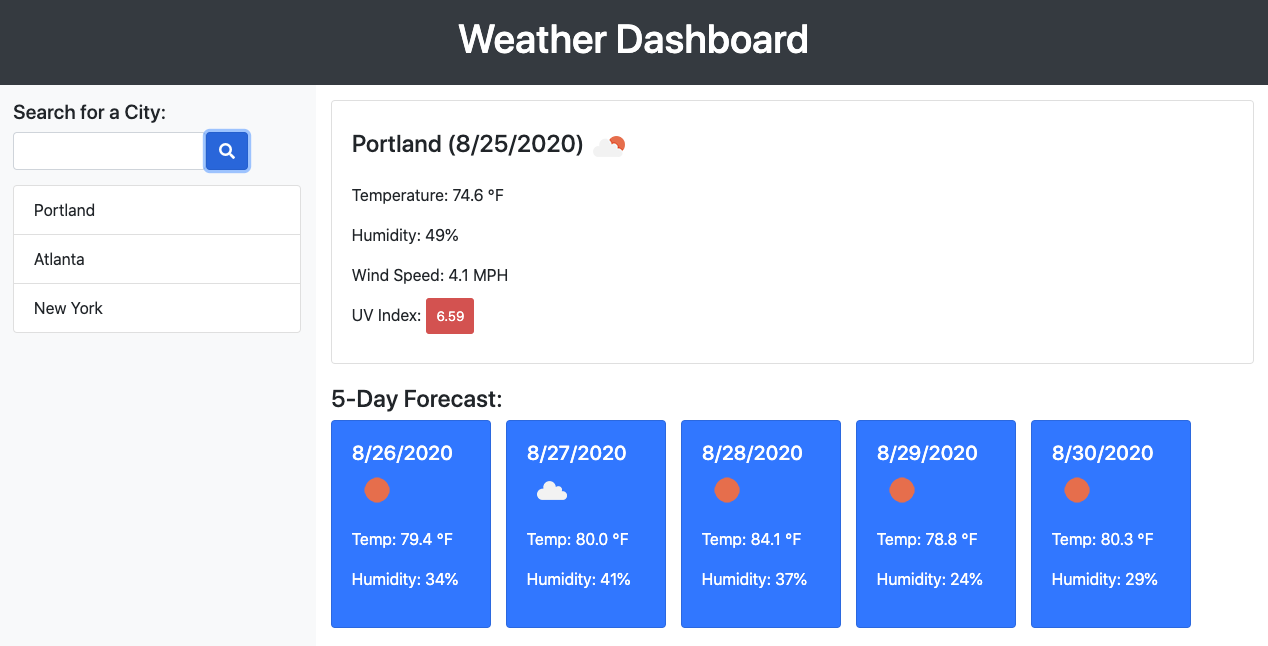 Weather Dashboard
Search for a City:
Portland
Atlanta
New York
Portland (8/25/2020)
Temperature: 74.6 °F
Humidity: 49%
Wind Speed: 4.1 MPH
UV Index: 6.59
5-Day Forecast:
8/26/2020
Temp: 79.4 °F
Humidity: 34%
8/27/2020
Temp: 80.0 °F
Humidity: 41%
8/28/2020
Temp: 84.1 °F
Humidity: 37%
8/29/2020
Temp: 78.8 °F
Humidity: 24%
8/30/2020
Temp: 80.3 °F
Humidity: 29%